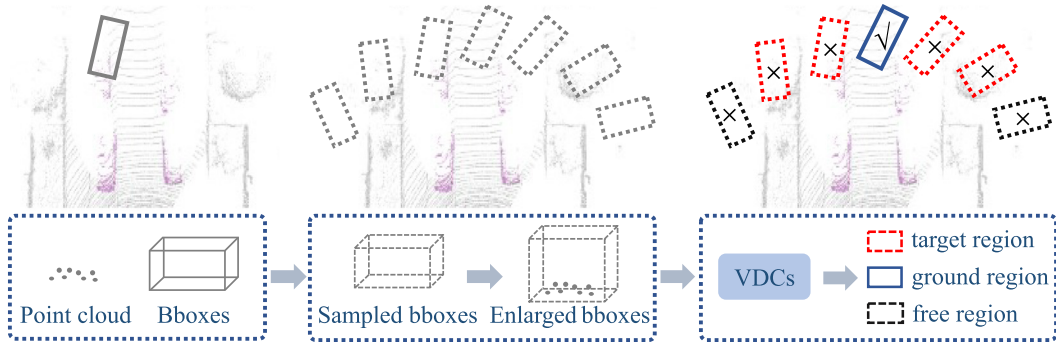 × × × √ × × ×
Point cloud Bboxes
Sampled bboxes Enlarged bboxes
VDCs
target region
ground region
free region